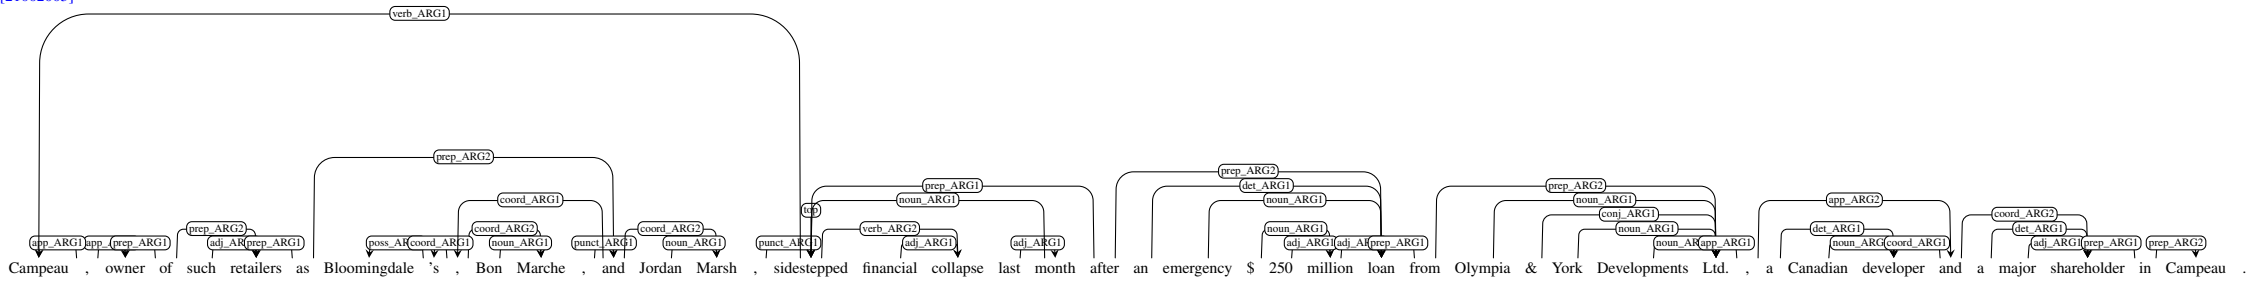 verb_ARG1
prep_ARG2
prep_ARG2
prep_ARG1 det_ARG1 prep_ARG2
coord_ARG1 noun_ARG1 noun_ARG1 noun_ARG1 app_ARG2
top conj_ARG1 coord_ARG2
prep_ARG2 coord_ARG2 coord_ARG2 verb_ARG2 noun_ARG1 noun_ARG1 det_ARG1 det_ARG1
app_ARG1 prep_ARG1 prep_ARG1 coord_ARG1 noun_ARG1 punct_ARG1 noun_ARG1 punct_ARG1 adj_ARG1 adj_ARG1 adj_ARG1 prep_ARG1 app_ARG1 coord_ARG1 adj_ARG1 prep_ARG1 prep_ARG2
Campeau , owner of such retailers as Bloomingdale 's , Bon Marche , and Jordan Marsh , sidestepped financial collapse last month after an emergency $ 250 million loan from Olympia & York Developments Ltd. , a Canadian developer and a major shareholder in Campeau .